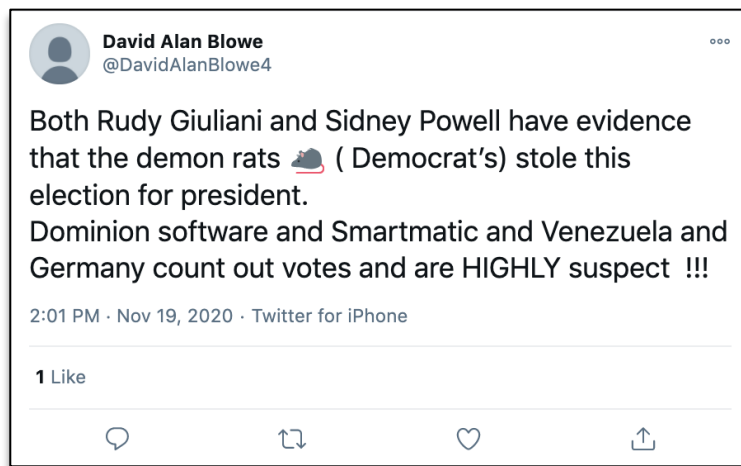 David Alan Blowe
@DavidAlanBlowe4
Both Rudy Giuliani and Sidney Powell have evidence
that the demon rats 🐀 ( Democrat’s) stole this
election for president.
Dominion software and Smartmatic and Venezuela and
Germany count out votes and are HIGHLY suspect  !!!
2:01 PM · Nov 19, 2020 · Twitter for iPhone
1 Like